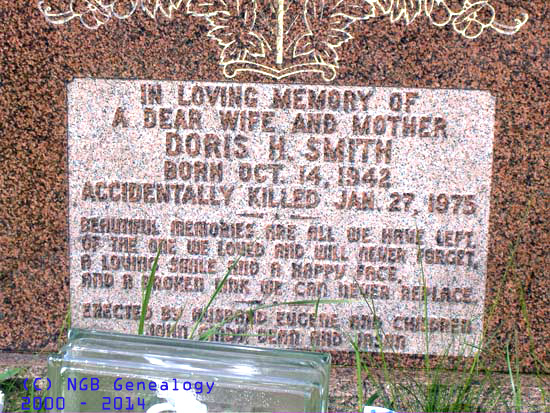 IN LOVING MEMORY OF
A DEAR WIFE AND MOTHER
DORIS H. SMITH
BORN OCT. 14, 1942
ACCIDENTALLY KILLED JAN. 27, 1975
BEAUTIFUL MEMORIES ARE ALL WE HAVE LEFT,
OF THE ONE WE LOVED AND WILL NEVER FORGET,
A LOVING SMILE AND A HAPPY FACE,
AND A BROKEN LINK WE CAN NEVER REPLACE.
ERECTED BY HUSBAND EUGENE AND CHILDREN
AND
(C) NGB Genealogy
2000 - 2014